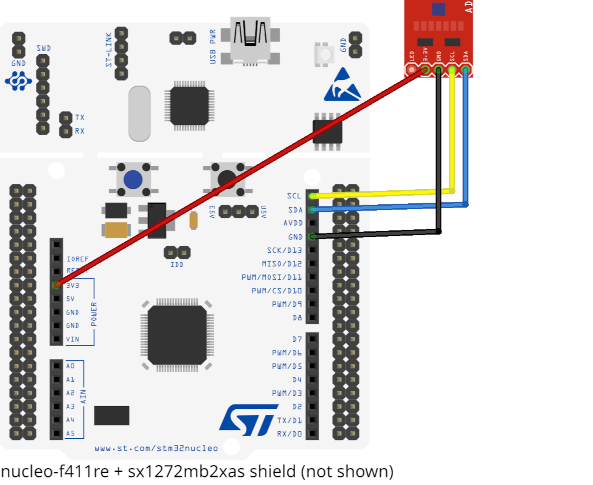 AD
LED
3.3V
GND
SCL
SDA
GND
SWD
ST-LINK
USB PWR
GND
TX
RX
E5V
U5V
IDD
IOREF
RESET
3V3
5V
GND
GND
VIN
POWER
A0
A1
A2
A3
A4
A5
AIN
SCL
SDA
AVDD
GND
SCK/D13
MISO/D12
PWM/MOSI/D11
PWM/CS/D10
PWM/D9
D8
D7
PWM/D6
PWM/D5
D4
PWM/D3
D2
TX/D1
RX/D0
ST
www.st.com/stm32nucleo
nucleo-f411re + sx1272mb2xas shield (not shown)